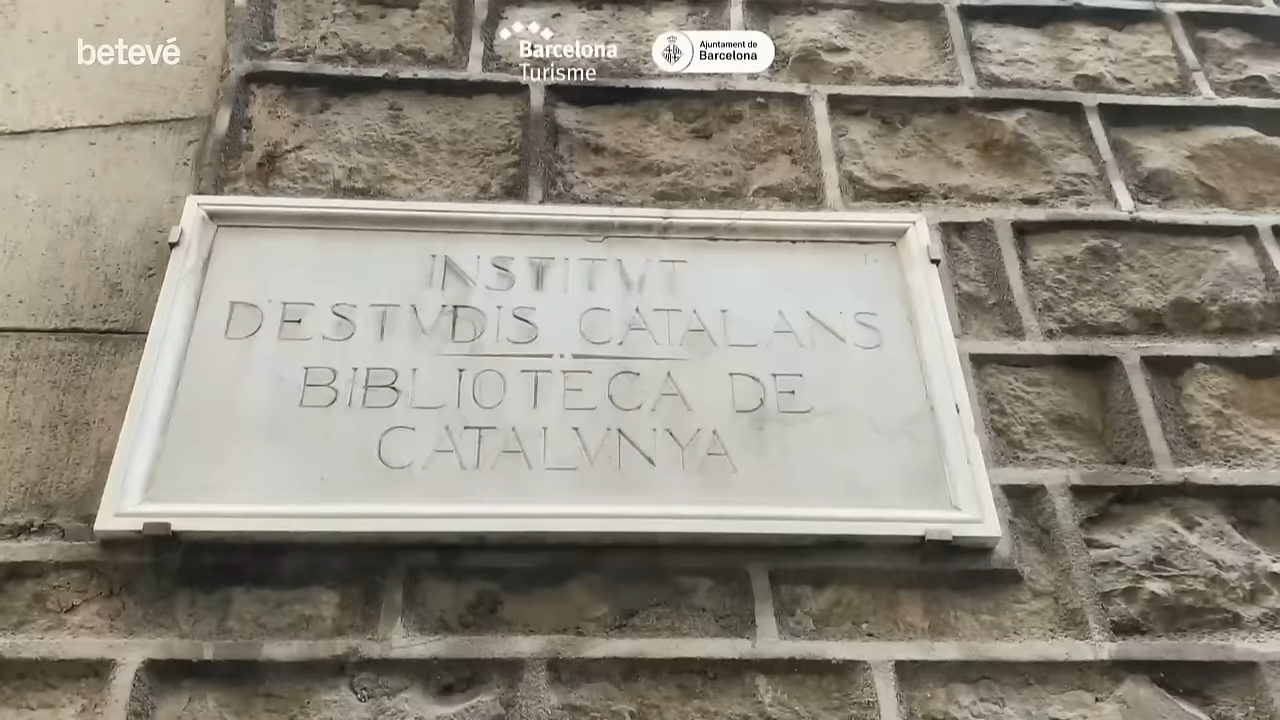 betevé
Barcelona
Turisme
Ajuntament de
Barcelona
INSTITVT
D'ESTVDIS CATALANS
BIBLIOTECA DE
CATALVNYA